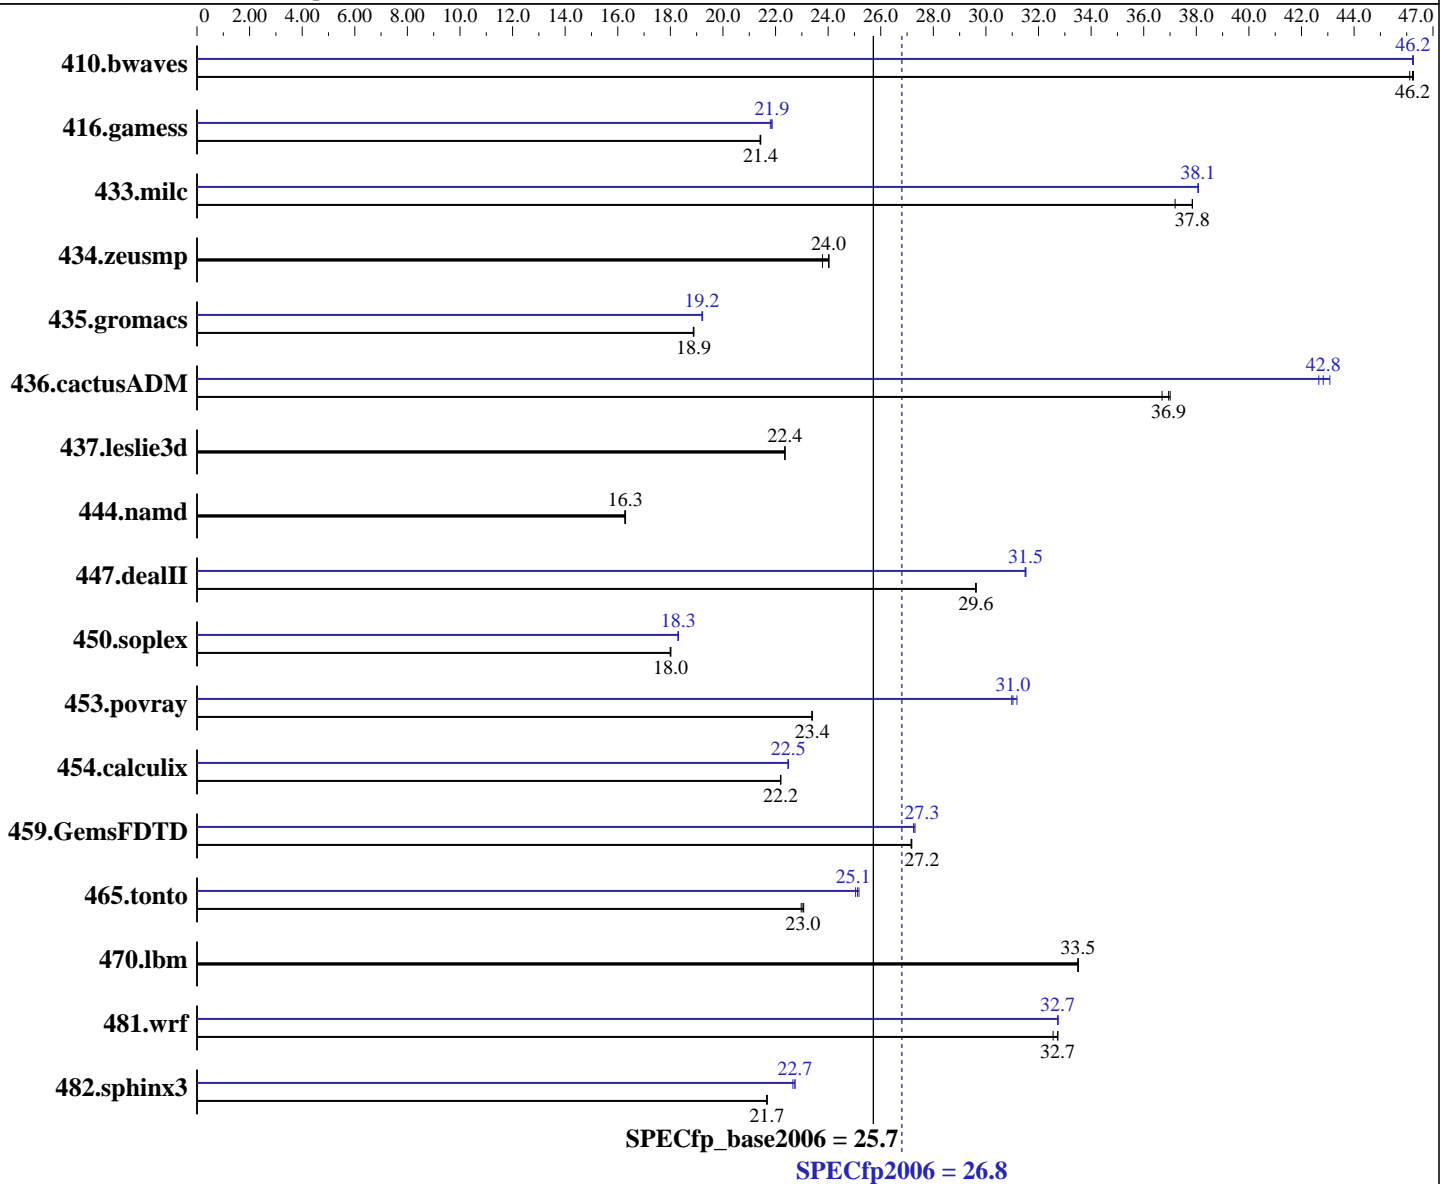 0 2.00 4.00 6.00 8.00 10.0 12.0 14.0 16.0 18.0 20.0 22.0 24.0 26.0 28.0 30.0 32.0 34.0 36.0 38.0 40.0 42.0 44.0 47.0
46.2
410.bwaves
46.2
21.9
416.gamess
21.4
38.1
433.milc
37.8
24.0
434.zeusmp
19.2
435.gromacs
18.9
42.8
436.cactusADM
36.9
22.4
437.leslie3d
16.3
444.namd
31.5
447.dealII
29.6
18.3
450.soplex
18.0
31.0
453.povray
23.4
22.5
454.calculix
22.2
27.3
459.GemsFDTD
27.2
25.1
465.tonto
23.0
33.5
470.lbm
32.7
481.wrf
32.7
22.7
482.sphinx3
21.7
SPECfp_base2006 = 25.7
SPECfp2006 = 26.8